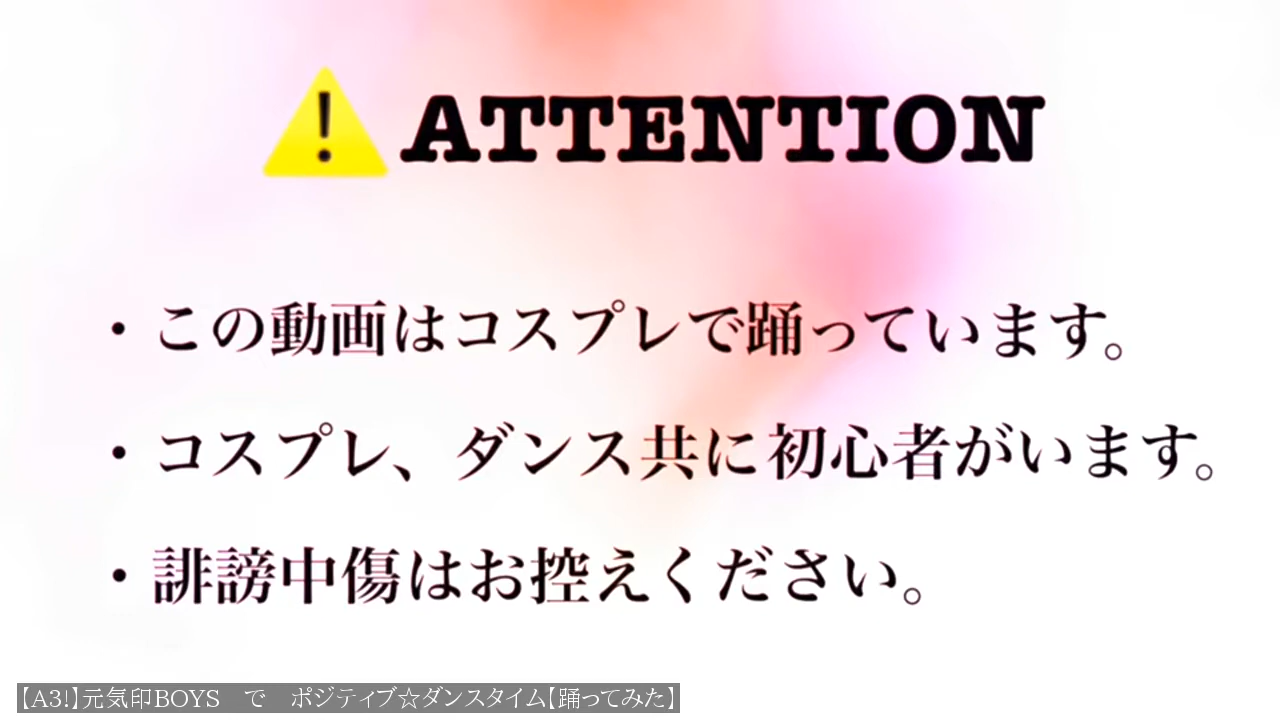 ⚠ ATTENTION
・この動画はコスプレで踊っています。
・コスプレ、ダンス共に初心者がいます。
・誹謗中傷はお控えください。
【A3!】元気印BOYS　で　ポジティブ☆ダンスタイム【踊ってみた】